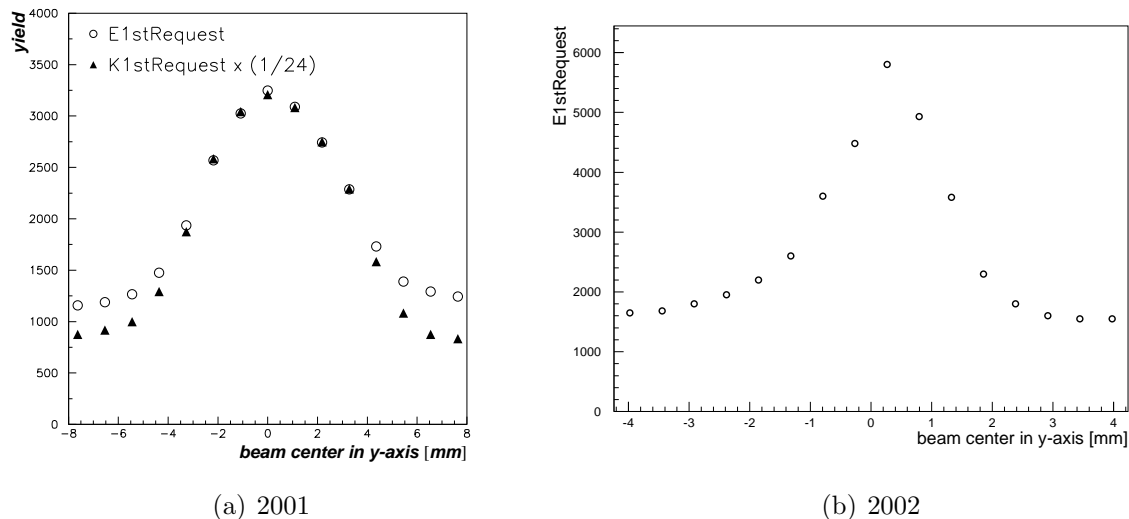 yield
4000
3500
3000
2500
2000
1500
1000
500
0
E1stRequest
K1stRequest x (1/24)
−8 −6 −4 −2 0 2 4 6 8
beam center in y-axis [mm]
(a) 2001
E1stRequest
6000
5000
4000
3000
2000
1000
0
-4 -3 -2 -1 0 1 2 3 4
beam center in y-axis [mm]
(b) 2002